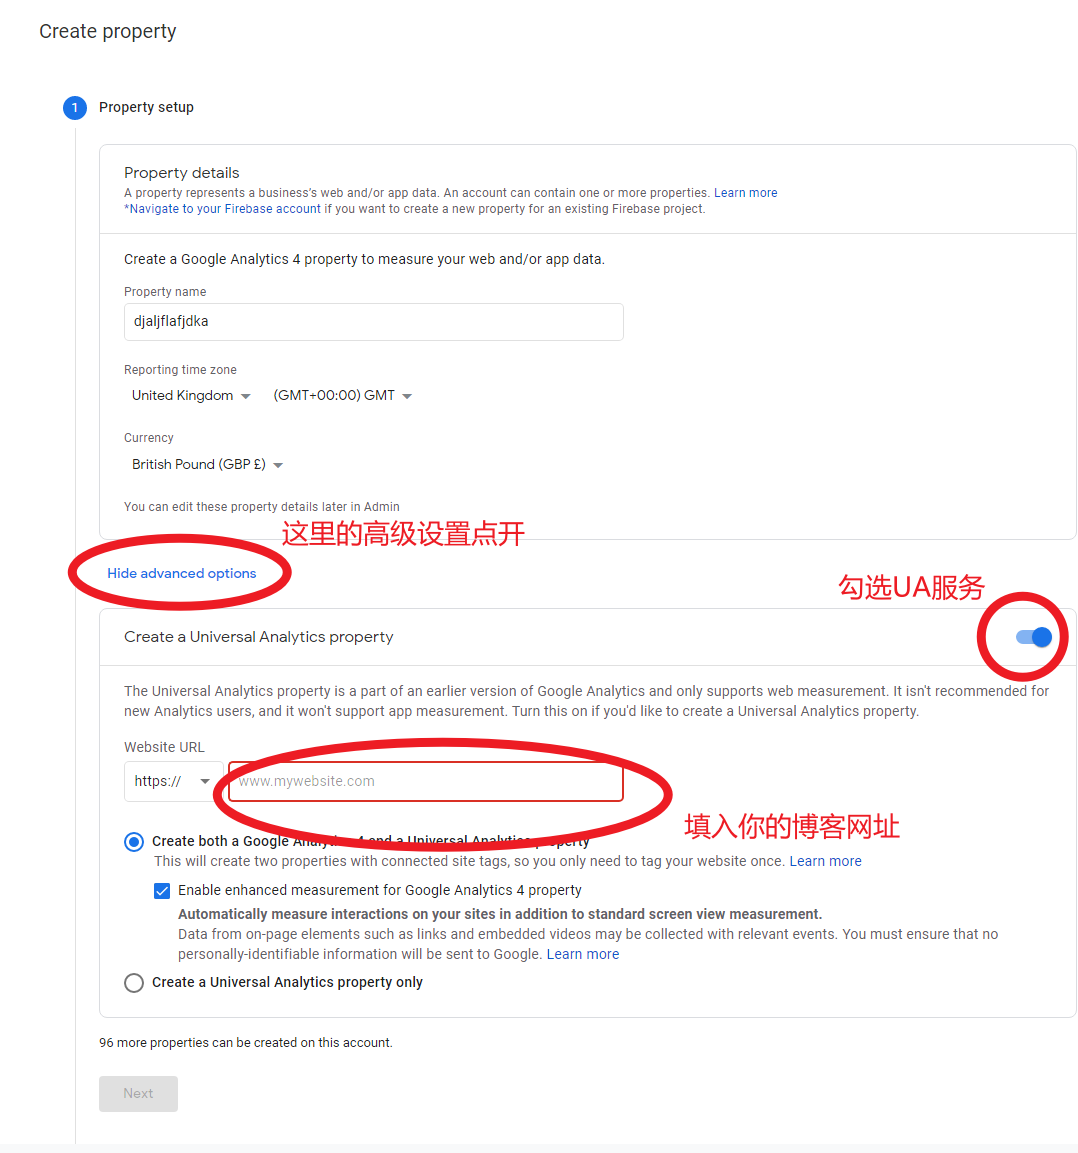 Create property
1 Property setup
Property details
A property represents a business's web and/or app data. An account can contain one or more properties. Learn more
*Navigate to your Firebase account if you want to create a new property for an existing Firebase project.
Create a Google Analytics 4 property to measure your web and/or app data.
Property name
djaljflafjdka
Reporting time zone
United Kingdom (GMT+00:00) GMT
Currency
British Pound (GBP £)
You can edit these property details later in Admin
这里的高级设置点开
Hide advanced options
勾选UA服务
Create a Universal Analytics property
The Universal Analytics property is a part of an earlier version of Google Analytics and only supports web measurement. It isn't recommended for
new Analytics users, and it won't support app measurement. Turn this on if you'd like to create a Universal Analytics property.
Website URL
https:// www.mywebsite.com
填入你的博客网址
Create both a Google Analytics 4 and a Universal Analytics property
This will create two properties with connected site tags, so you only need to tag your website once. Learn more
Enable enhanced measurement for Google Analytics 4 property
Automatically measure interactions on your sites in addition to standard screen view measurement.
Data from on-page elements such as links and embedded videos may be collected with relevant events. You must ensure that no
personally-identifiable information will be sent to Google. Learn more
Create a Universal Analytics property only
96 more properties can be created on this account.
Next